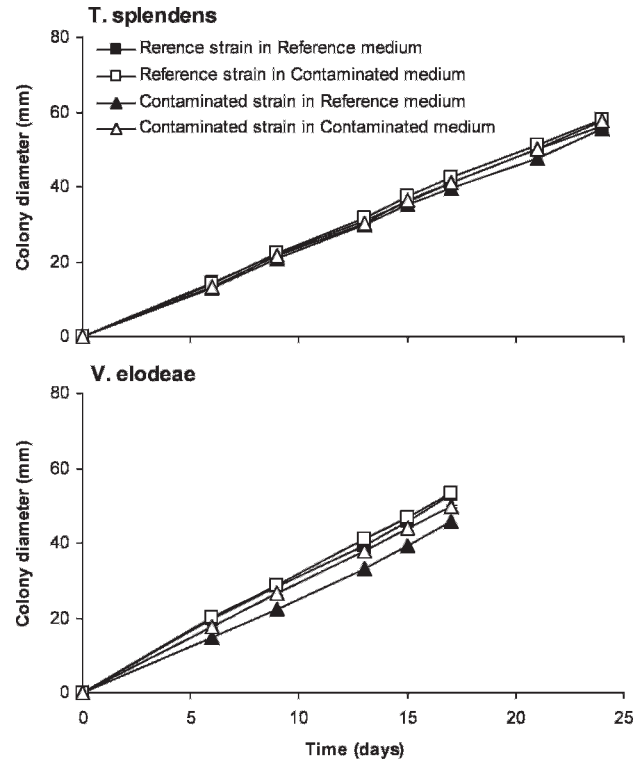 T. splendens
80
Rerence strain in Reference medium
Reference strain in Contaminated medium
Contaminated strain in Reference medium
Contaminated strain in Contaminated medium
60
40
20
0
Colony diameter (mm)
V. elodeae
80
60
40
20
0
Colony diameter (mm)
0 5 10 15 20 25
Time (days)